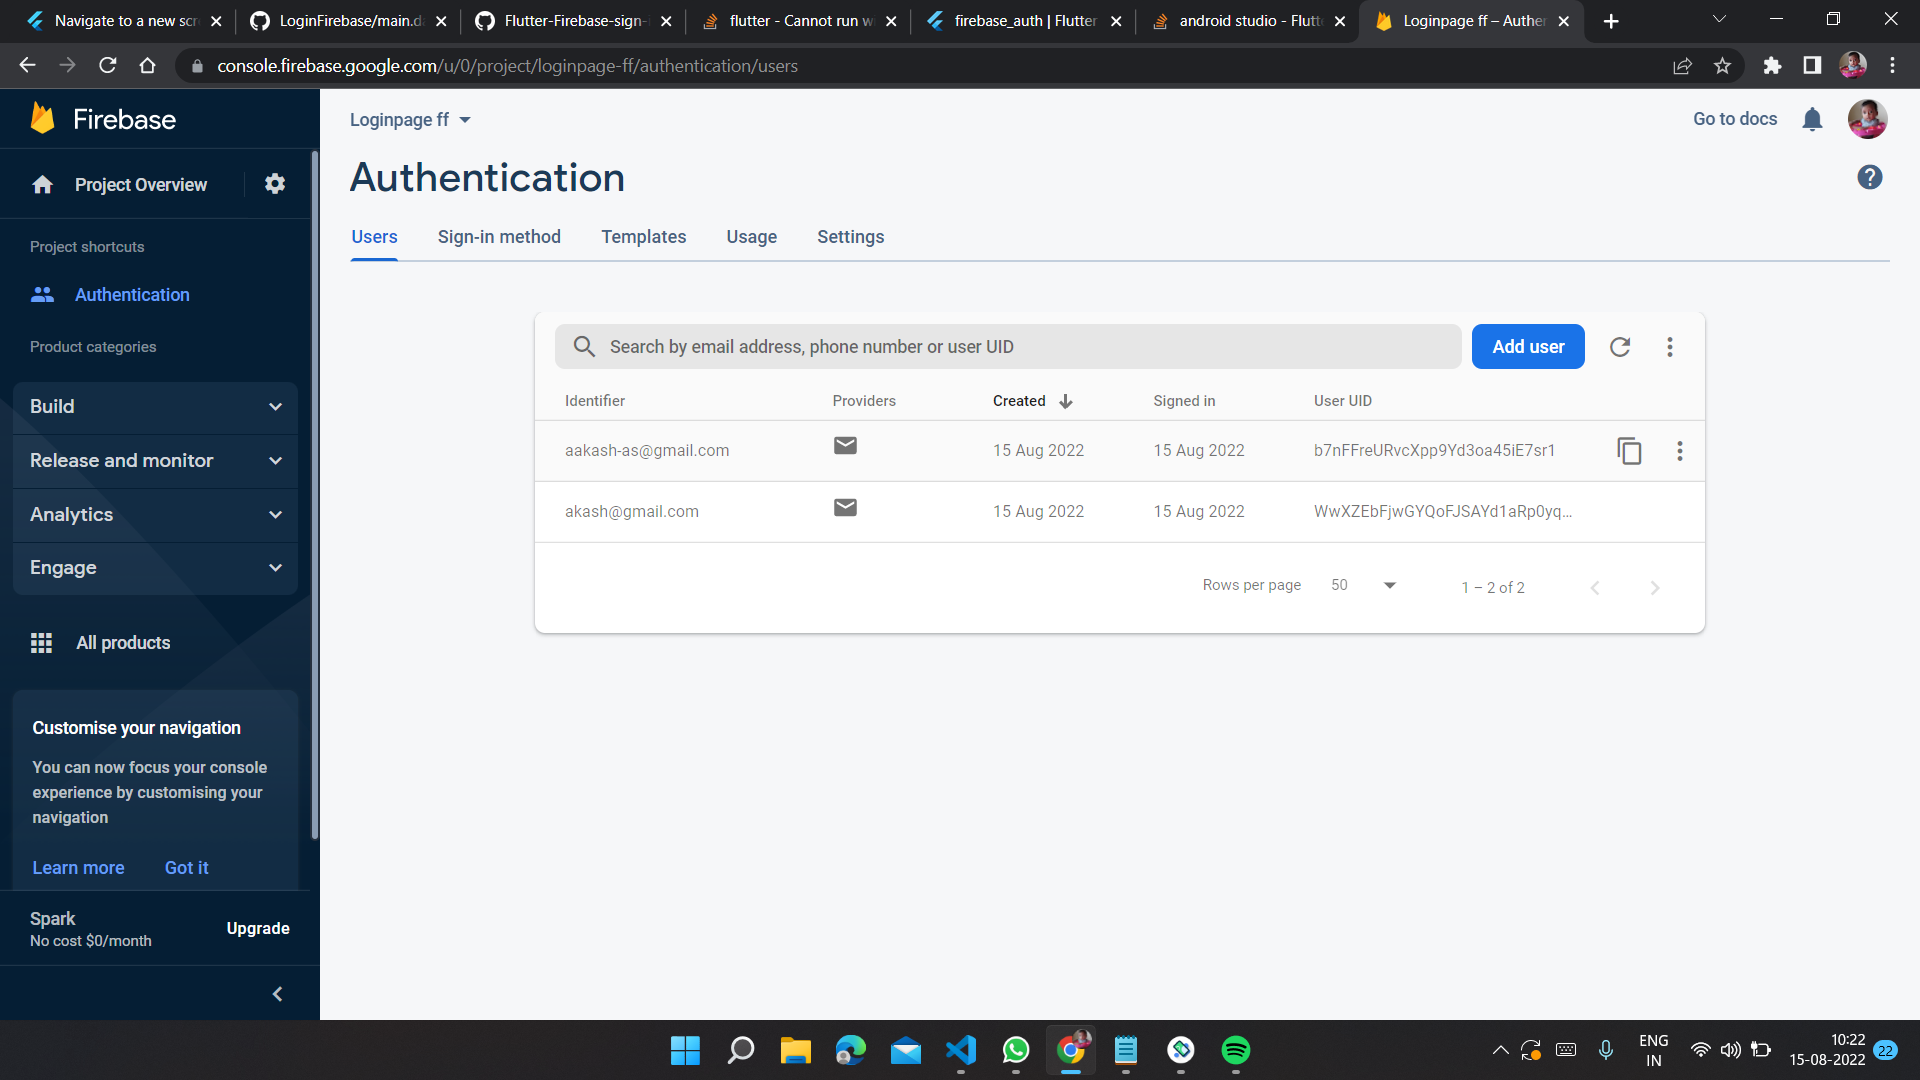 Navigate to a new scr
LoginFirebase/main.da
Flutter-Firebase-sign-i
flutter - Cannot run w
firebase_auth | Flutter
android studio - Flutt
Loginpage ff – Auther
console.firebase.google.com/u/0/project/loginpage-ff/authentication/users
Firebase
Project Overview
Project shortcuts
Authentication
Product categories
Build
Release and monitor
Analytics
Engage
All products
Customise your navigation
You can now focus your console
experience by customising your
navigation
Learn more Got it
Spark
No cost $0/month
Upgrade
Loginpage ff
Go to docs
Authentication
Users Sign-in method Templates Usage Settings
Search by email address, phone number or user UID
Add user
Identifier Providers Created Signed in User UID
aakash-as@gmail.com 15 Aug 2022 15 Aug 2022 b7nFFreURvcXpp9Yd3oa45iE7sr1
akash@gmail.com 15 Aug 2022 15 Aug 2022 WwXZEbFjwGYQoFJSAYd1aRp0yq...
Rows per page 50 1 – 2 of 2
ENG
IN
10:22
15-08-2022
22